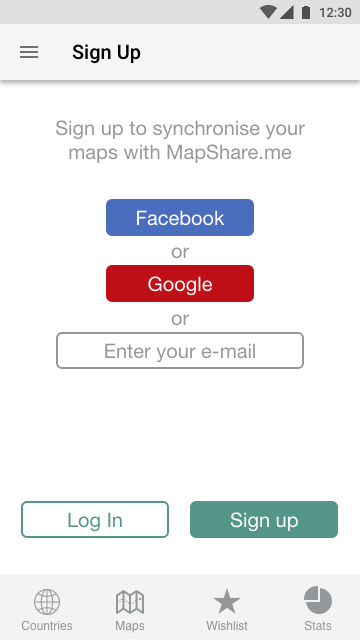 12:30
Sign Up
Sign up to synchronise your
maps with MapShare.me
Facebook
or
Google
or
Enter your e-mail
Log In
Sign up
Countries
Maps
Wishlist
Stats